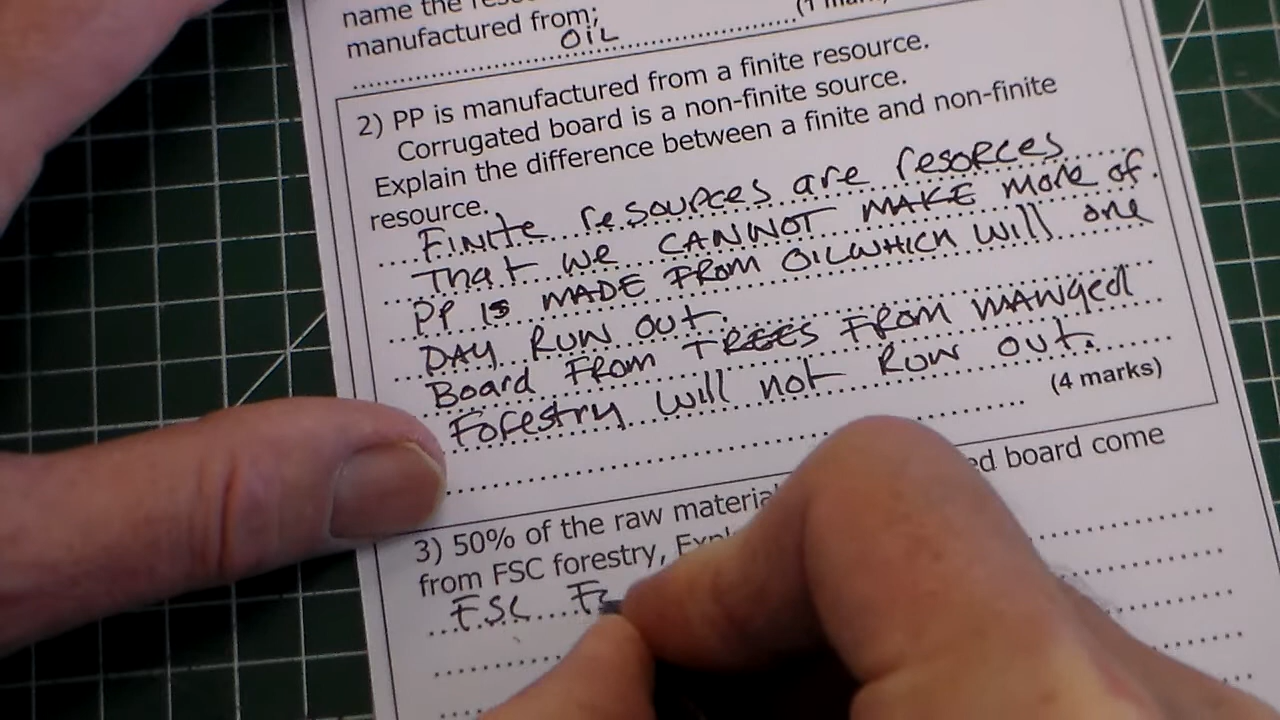 name the
manufactured from;
OIL
2) PP is manufactured from a finite resource.
Corrugated board is a non-finite source.
Explain the difference between a finite and non-finite
resource.
FINITE resources are resorces
That we CANNOT MAKE More of.
PP IS MADE FROM OIL WHICH WILL one
DAY RUN OUT.
Board FROM TREES FROM MANGED
Forestry will not RUN OUT.
(4 marks)
3) 50% of the raw material board come
from FSC forestry,
FSC